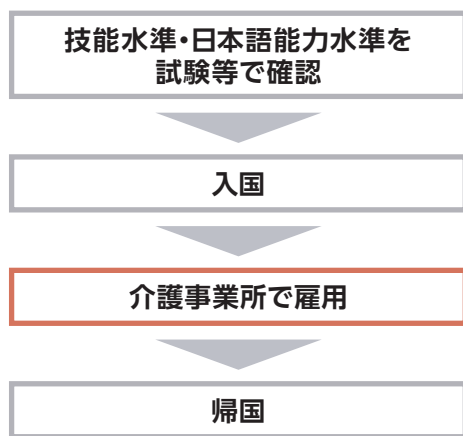 技能水準・日本語能力水準を
試験等で確認
入国
介護事業所で雇用
帰国